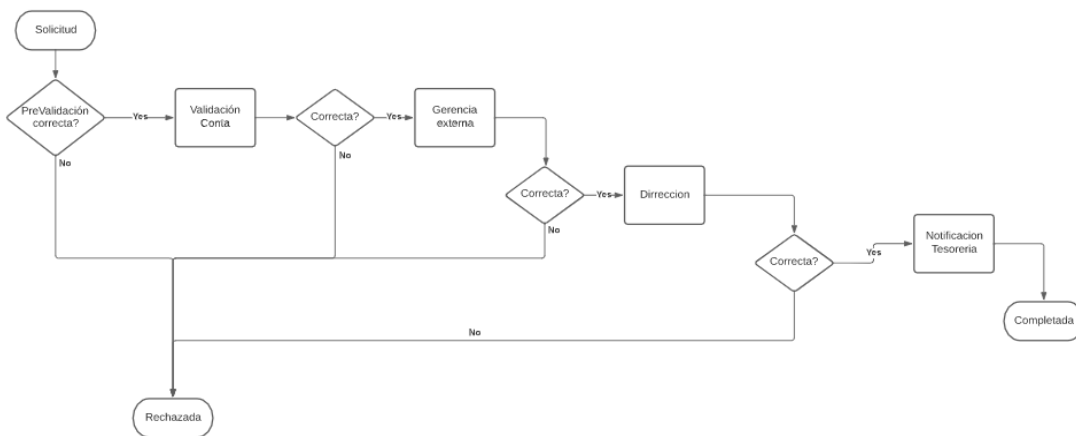 Solicitud
PreValidación
correcta?
Yes
No
Validación
Conta
Correcta?
Yes
No
Gerencia
externa
Correcta?
Yes
No
Dirreccion
Correcta?
Yes
No
Notificacion
Tesoreria
Completada
Rechazada